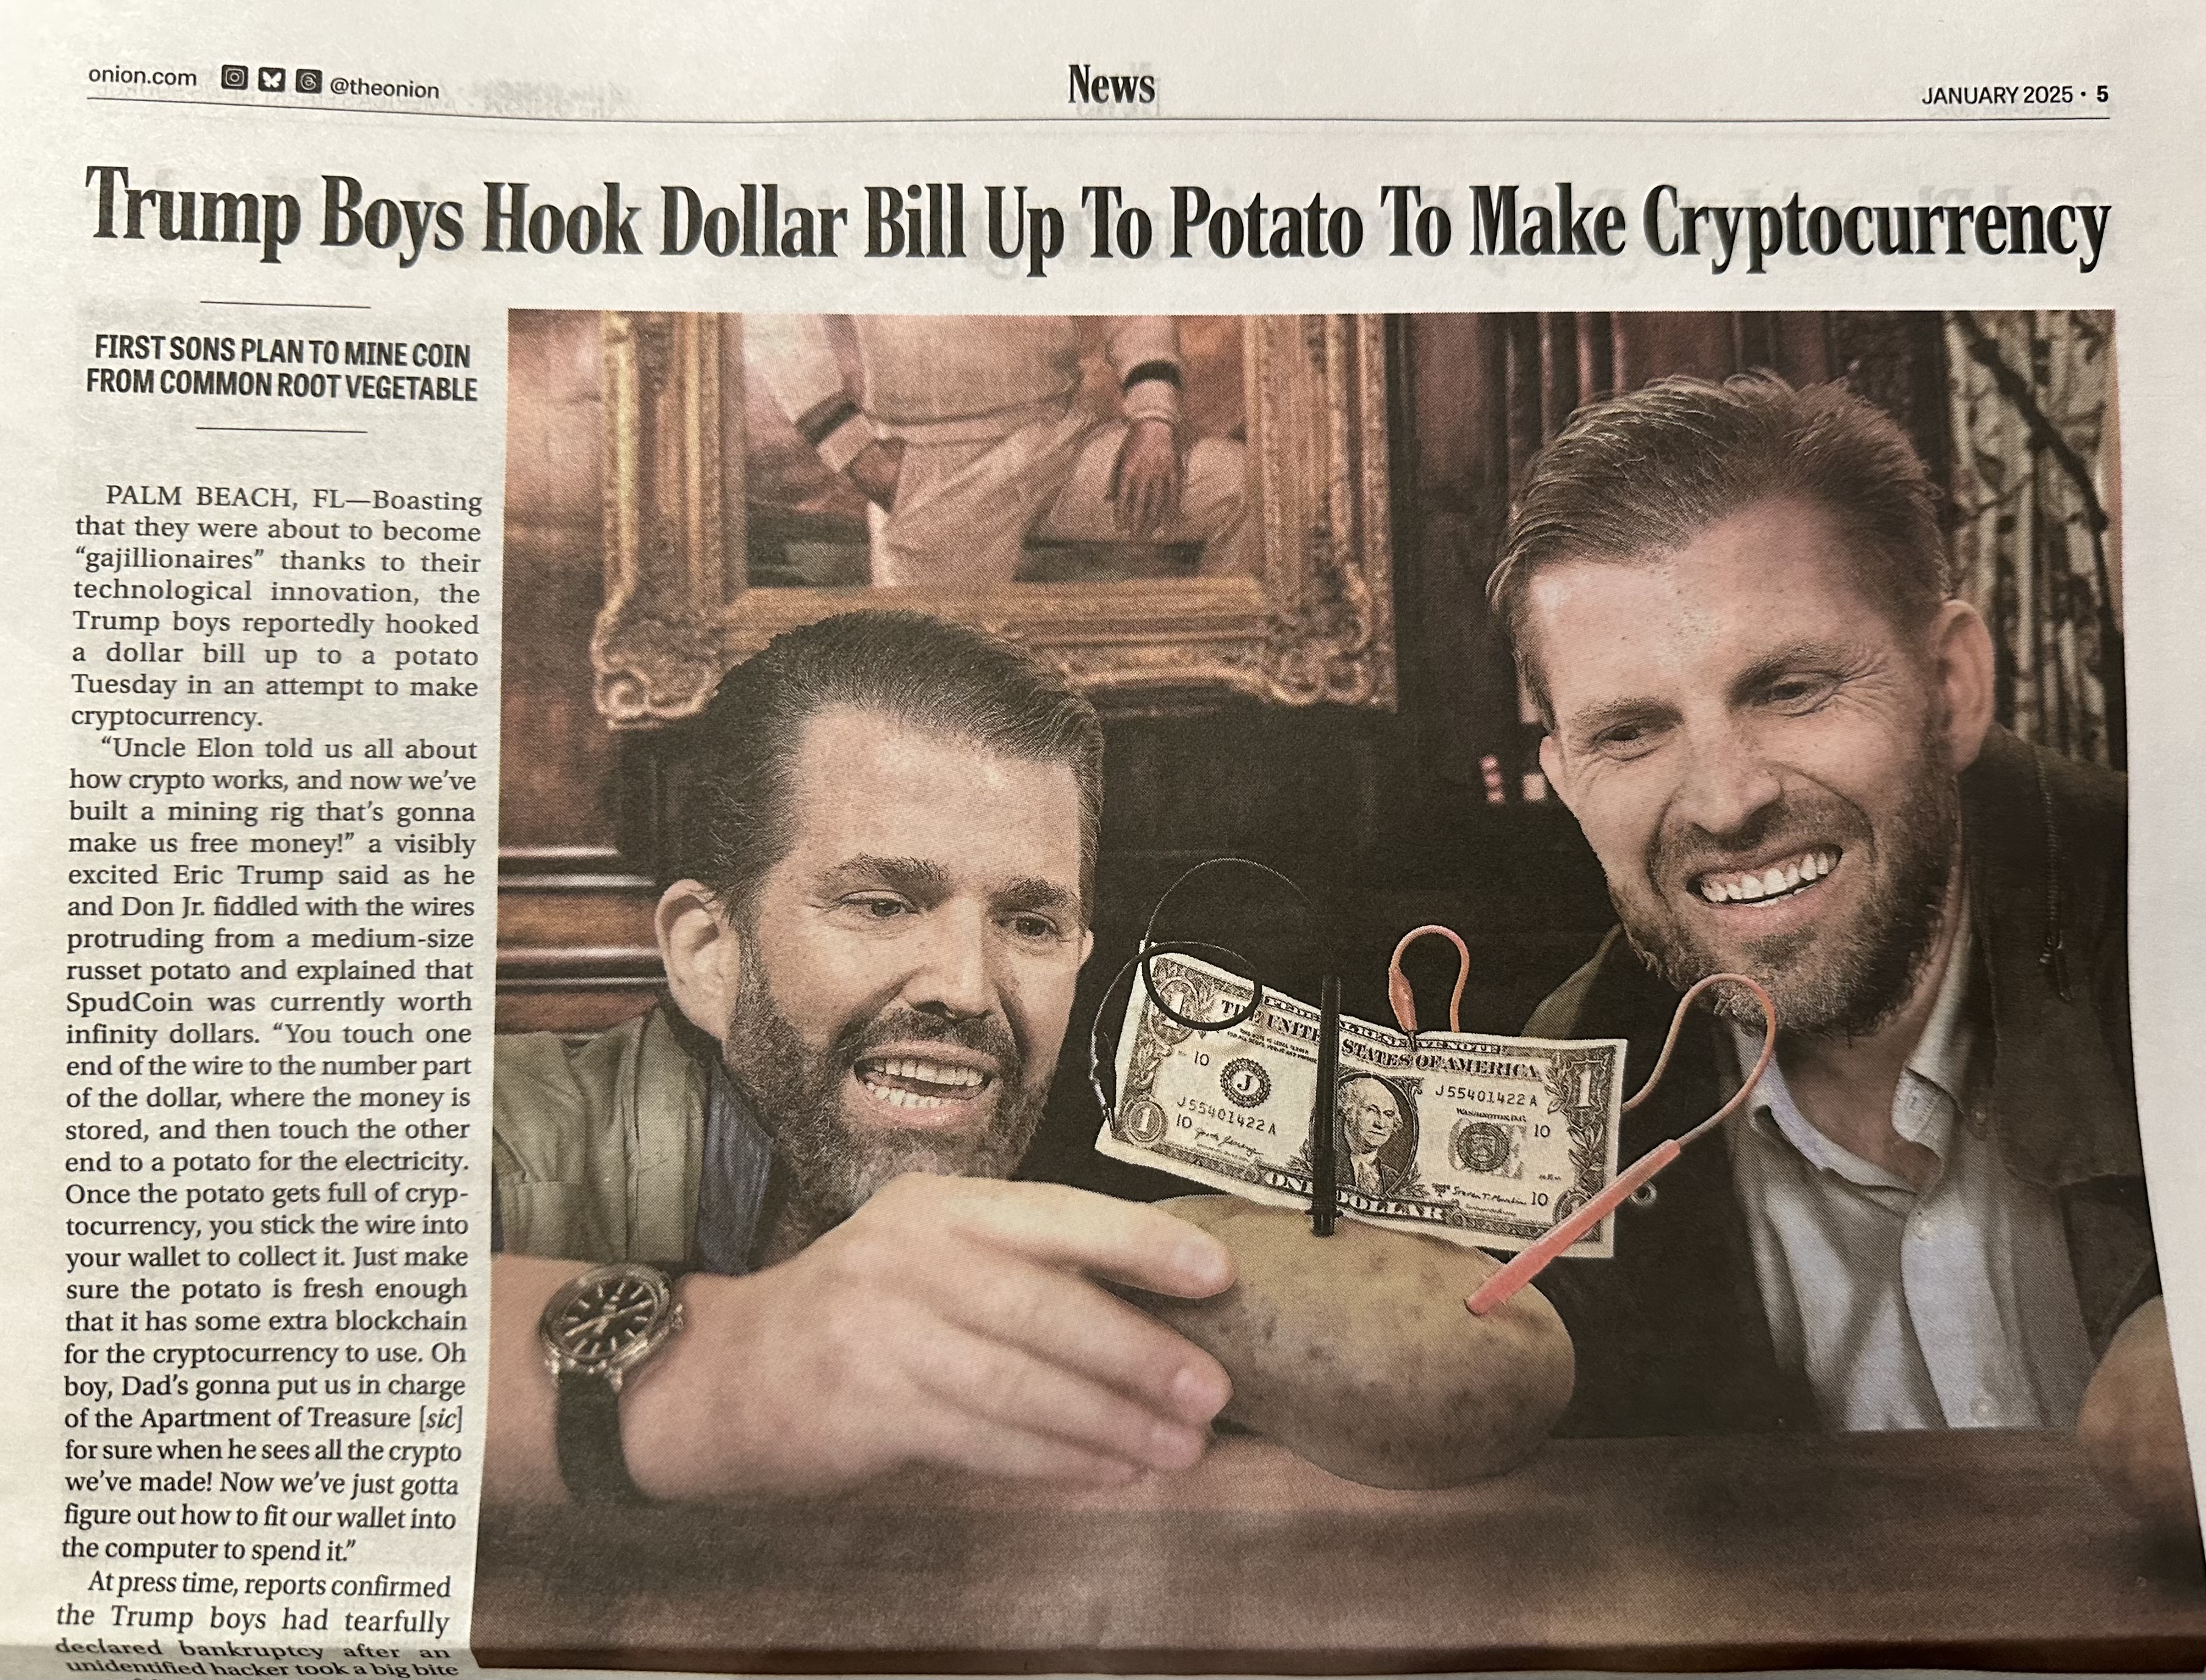 onion.com @theonion
News
JANUARY 2025 · 5
Trump Boys Hook Dollar Bill Up To Potato To Make Cryptocurrency
FIRST SONS PLAN TO MINE COIN
FROM COMMON ROOT VEGETABLE
PALM BEACH, FL—Boasting
that they were about to become
“gajillionaires” thanks to their
technological innovation, the
Trump boys reportedly hooked
a dollar bill up to a potato
Tuesday in an attempt to make
cryptocurrency.
“Uncle Elon told us all about
how crypto works, and now we’ve
built a mining rig that’s gonna
make us free money!” a visibly
excited Eric Trump said as he
and Don Jr. fiddled with the wires
protruding from a medium-size
russet potato and explained that
SpudCoin was currently worth
infinity dollars. “You touch one
end of the wire to the number part
of the dollar, where the money is
stored, and then touch the other
end to a potato for the electricity.
Once the potato gets full of cryp-
tocurrency, you stick the wire into
your wallet to collect it. Just make
sure the potato is fresh enough
that it has some extra blockchain
for the cryptocurrency to use. Oh
boy, Dad’s gonna put us in charge
of the Apartment of Treasure [sic]
for sure when he sees all the crypto
we’ve made! Now we’ve just gotta
figure out how to fit our wallet into
the computer to spend it.”
At press time, reports confirmed
the Trump boys had tearfully
declared bankruptcy after an
unidentified hacker took a big bite
FEDERAL RESERVE NOTE
THE UNITED STATES OF AMERICA
1
1
10
J
J 55401422 A
J 55401422 A
WASHINGTON, D.C.
10
10
10
1
ONE DOLLAR